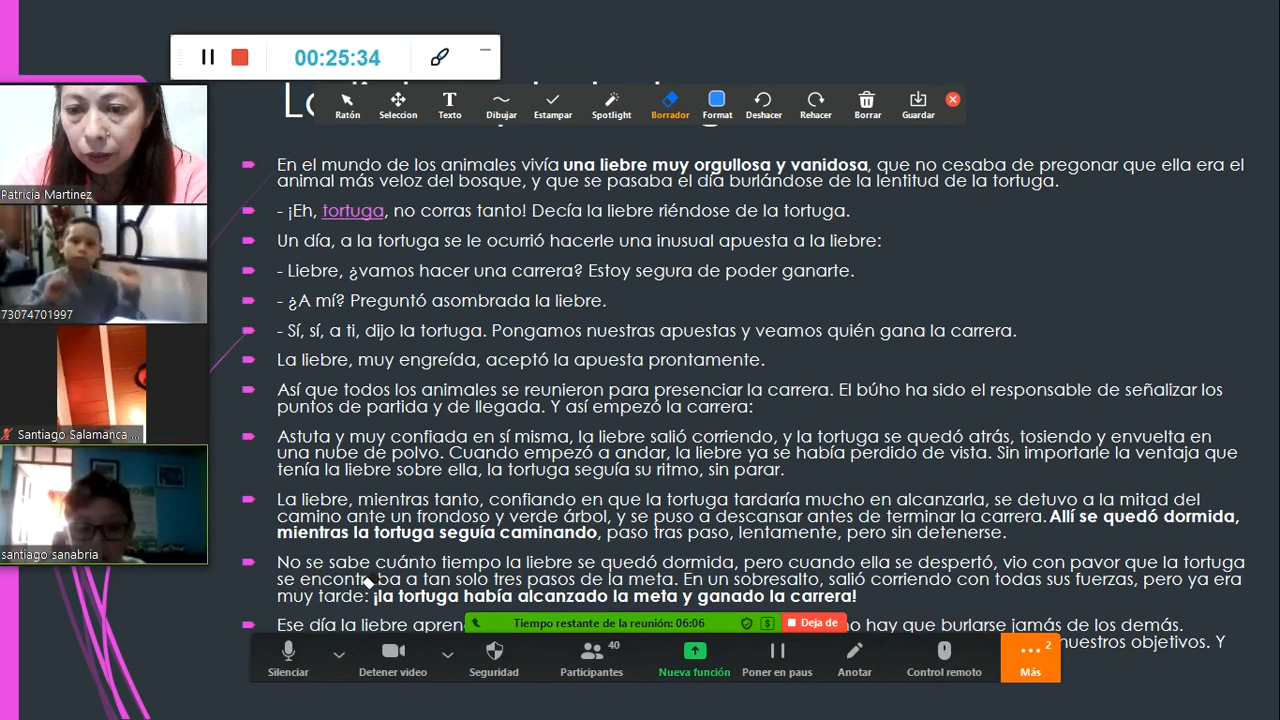 00:25:34
Ratón Seleccion Texto Dibujar Estampar Spotlight Borrador Format Deshacer Rehacer Borrar Guardar
Patricia Martinez
73074701997
Santiago Salamanca ...
santiago sanabria
En el mundo de los animales vivía una liebre muy orgullosa y vanidosa, que no cesaba de pregonar que ella era el
animal más veloz del bosque, y que se pasaba el día burlándose de la lentitud de la tortuga.
- ¡Eh, tortuga, no corras tanto! Decía la liebre riéndose de la tortuga.
Un día, a la tortuga se le ocurrió hacerle una inusual apuesta a la liebre:
- Liebre, ¿vamos hacer una carrera? Estoy segura de poder ganarte.
- ¿A mí? Preguntó asombrada la liebre.
- Sí, sí, a ti, dijo la tortuga. Pongamos nuestras apuestas y veamos quién gana la carrera.
La liebre, muy engreída, aceptó la apuesta prontamente.
Así que todos los animales se reunieron para presenciar la carrera. El búho ha sido el responsable de señalizar los
puntos de partida y de llegada. Y así empezó la carrera:
Astuta y muy confiada en sí misma, la liebre salió corriendo, y la tortuga se quedó atrás, tosiendo y envuelta en
una nube de polvo. Cuando empezó a andar, la liebre ya se había perdido de vista. Sin importarle la ventaja que
tenía la liebre sobre ella, la tortuga seguía su ritmo, sin parar.
La liebre, mientras tanto, confiando en que la tortuga tardaría mucho en alcanzarla, se detuvo a la mitad del
camino ante un frondoso y verde árbol, y se puso a descansar antes de terminar la carrera. Allí se quedó dormida,
mientras la tortuga seguía caminando, paso tras paso, lentamente, pero sin detenerse.
No se sabe cuánto tiempo la liebre se quedó dormida, pero cuando ella se despertó, vio con pavor que la tortuga
se encontraba a tan solo tres pasos de la meta. En un sobresalto, salió corriendo con todas sus fuerzas, pero ya era
muy tarde: ¡la tortuga había alcanzado la meta y ganado la carrera!
Ese día la liebre no hay que burlarse jamás de los demás.
nuestros objetivos. Y
Tiempo restante de la reunión: 06:06 Deja de
Silenciar Detener video Seguridad Participantes 40 Nueva función Poner en paus Anotar Control remoto Más 2